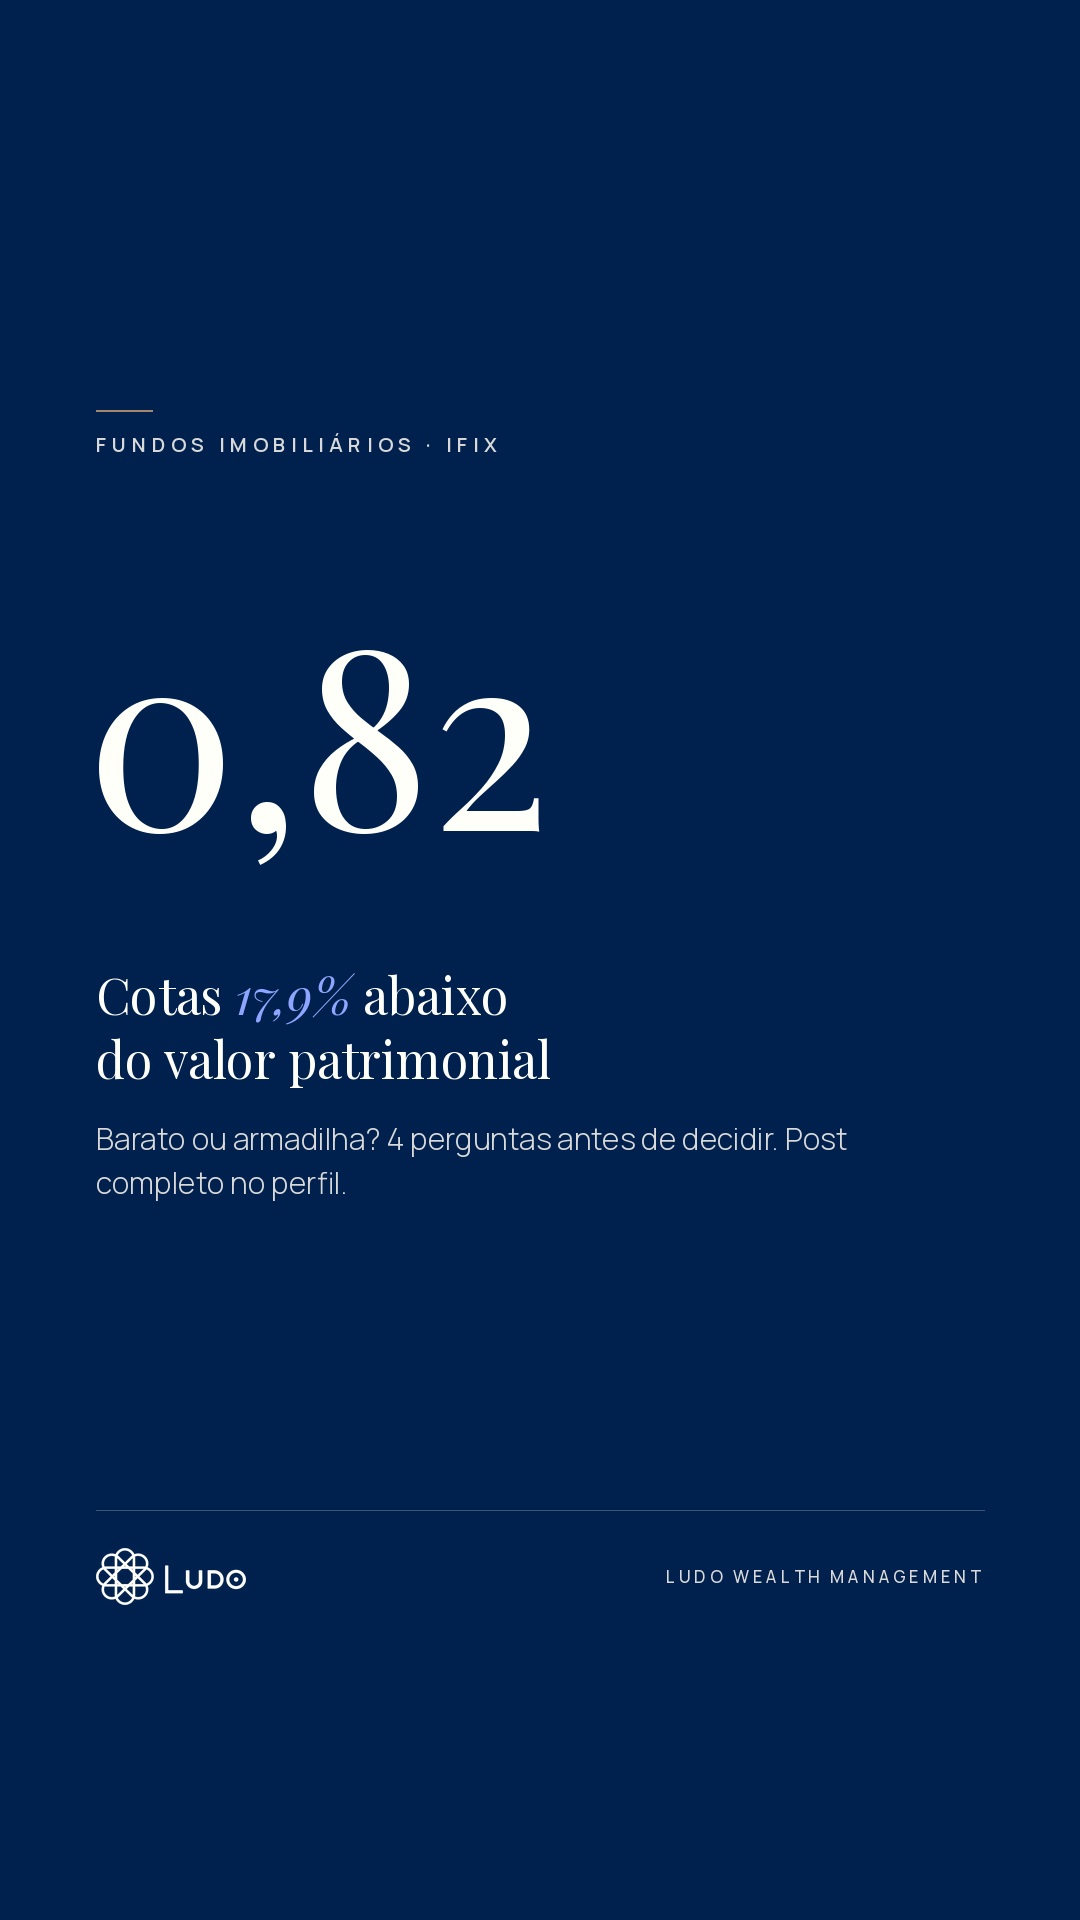 FUNDOS IMOBILIÁRIOS · IFIX
0,82
Cotas 17,9% abaixo
do valor patrimonial
Barato ou armadilha? 4 perguntas antes de decidir. Post
completo no perfil.
LUDO
LUDO WEALTH MANAGEMENT